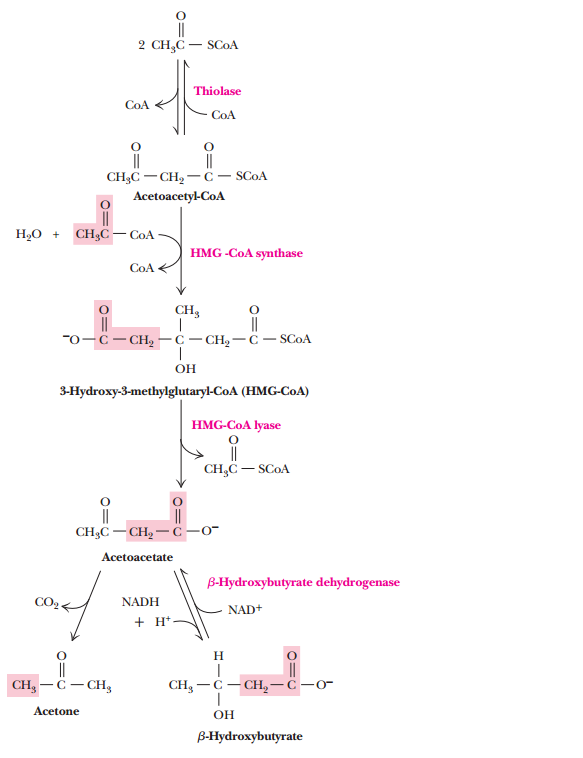 O
2 CH₃C — SCoA
Thiolase
CoA
CoA
O O
CH₃C — CH₂ — C — SCoA
Acetoacetyl-CoA
O
H₂O + CH₃C — CoA
HMG -CoA synthase
CoA
O CH₃ O
⁻O — C — CH₂ — C — CH₂ — C — SCoA
OH
3-Hydroxy-3-methylglutaryl-CoA (HMG-CoA)
HMG-CoA lyase
O
CH₃C — SCoA
O O
CH₃C — CH₂ — C — O⁻
Acetoacetate
β-Hydroxybutyrate dehydrogenase
CO₂ NADH NAD+
+ H⁺
O H O
CH₃ — C — CH₃ CH₃ — C — CH₂ — C — O⁻
Acetone OH
β-Hydroxybutyrate